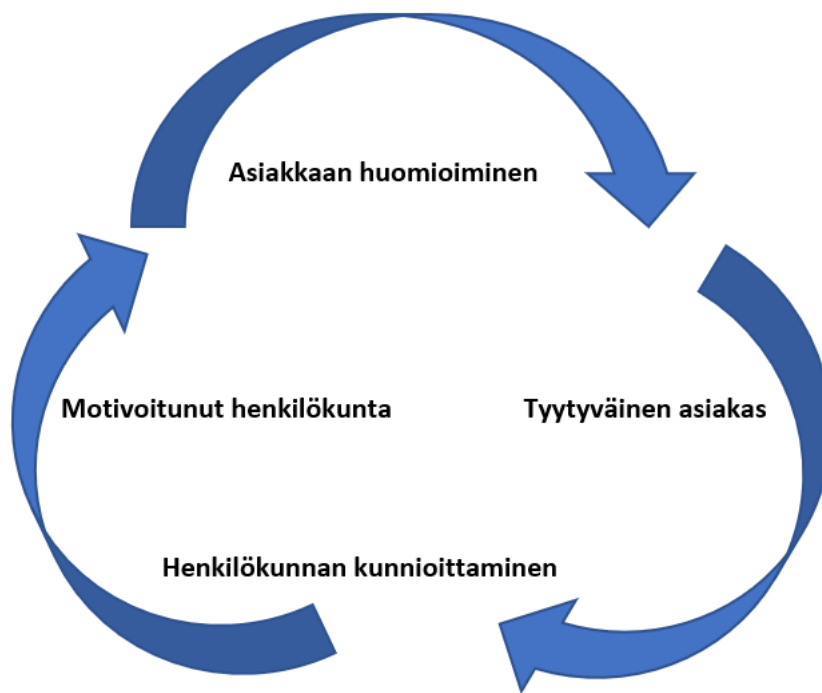 Asiakkaan huomioiminen
Motivoitunut henkilökunta
Tyytyväinen asiakas
Henkilökunnan kunnioittaminen